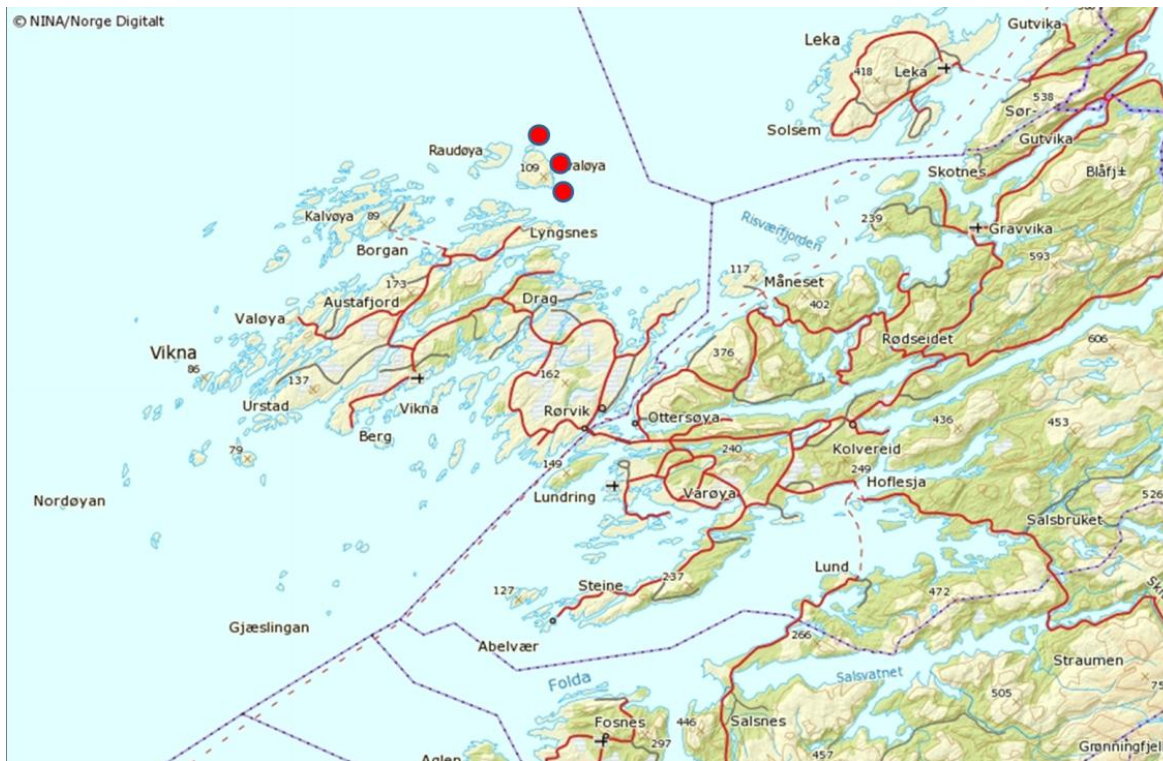 © NINA/Norge Digitalt
Gutvika
Leka
Leka
418
538
Sør-
Gutvika
Solsem
Raudøya
109
aløya
Skotnes
Blåfj±
Kalvøya
89
Risværfjorden
239
Gravvika
Lyngsnes
Borgan
593
117
Måneset
173
Austafjord
Drag
402
Valøya
Rødseidet
606
Vikna
86
376
137
162
Urstad
Vikna
Rørvik
Ottersøya
436
453
Berg
79
240
Kolvereid
149
249
Hoflesja
Nordøyan
Lundring
Varøya
526
Salsbruket
Lund
127
Steine
237
472
Gjæslingan
266
Abelvær
Straumen
Salsvatnet
Folda
505
75
Fosnes
446
Salsnes
297
457
Grønningfjel